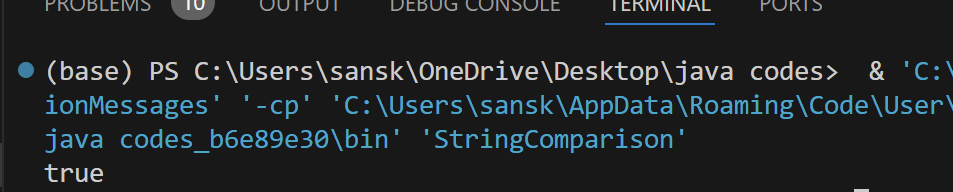 PROBLEMS 10 OUTPUT DEBUG CONSOLE TERMINAL PORTS
(base) PS C:\Users\sansk\OneDrive\Desktop\java codes>  & 'C:\
ionMessages' '-cp' 'C:\Users\sansk\AppData\Roaming\Code\User\
java codes_b6e89e30\bin' 'StringComparison'
true